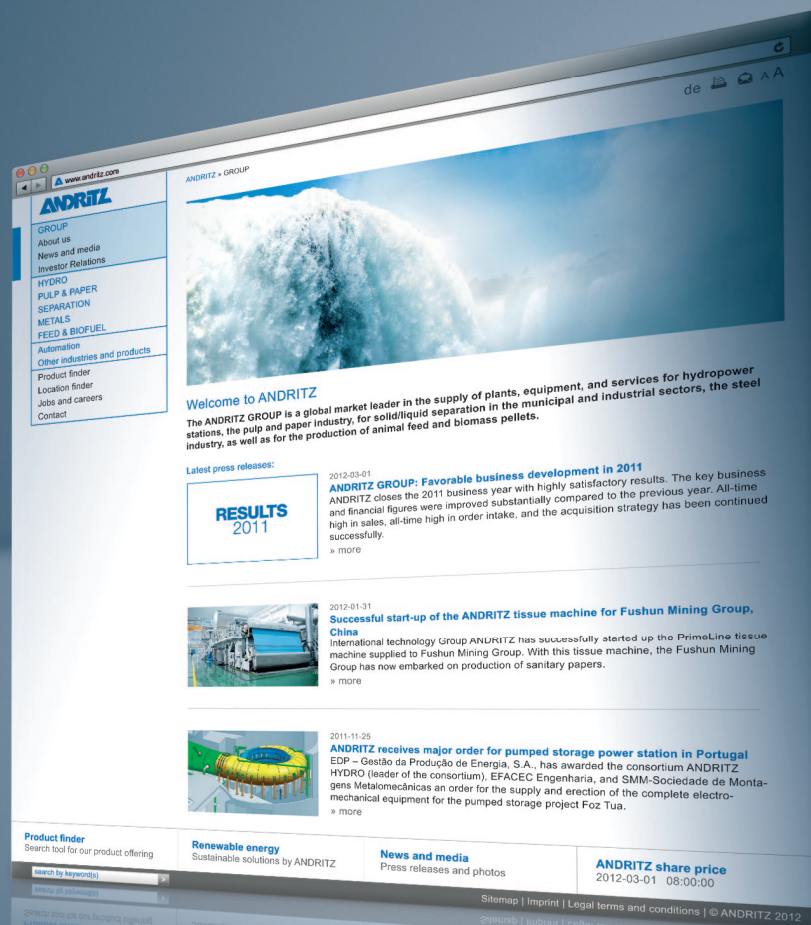 www.andritz.com
de
A A
ANDRITZ
ANDRITZ » GROUP
GROUP
About us
News and media
Investor Relations
HYDRO
PULP & PAPER
SEPARATION
METALS
FEED & BIOFUEL
Automation
Other industries and products
Product finder
Location finder
Jobs and careers
Contact
Welcome to ANDRITZ
The ANDRITZ GROUP is a global market leader in the supply of plants, equipment, and services for hydropower
stations, the pulp and paper industry, for solid/liquid separation in the municipal and industrial sectors, the steel
industry, as well as for the production of animal feed and biomass pellets.
Latest press releases:
RESULTS
2011
2012-03-01
ANDRITZ GROUP: Favorable business development in 2011
ANDRITZ closes the 2011 business year with highly satisfactory results. The key business
and financial figures were improved substantially compared to the previous year. All-time
high in sales, all-time high in order intake, and the acquisition strategy has been continued
successfully.
» more
2012-01-31
Successful start-up of the ANDRITZ tissue machine for Fushun Mining Group,
China
International technology Group ANDRITZ has successfully started up the PrimeLine tissue
machine supplied to Fushun Mining Group. With this tissue machine, the Fushun Mining
Group has now embarked on production of sanitary papers.
» more
2011-11-25
ANDRITZ receives major order for pumped storage power station in Portugal
EDP – Gestão da Produção de Energia, S.A., has awarded the consortium ANDRITZ
HYDRO (leader of the consortium), EFACEC Engenharia, and SMM-Sociedade de Monta-
gens Metalomecânicas an order for the supply and erection of the complete electro-
mechanical equipment for the pumped storage project Foz Tua.
» more
Product finder
Search tool for our product offering
search by keyword(s)
Renewable energy
Sustainable solutions by ANDRITZ
News and media
Press releases and photos
ANDRITZ share price
2012-03-01 08:00:00
Sitemap | Imprint | Legal terms and conditions | © ANDRITZ 2012